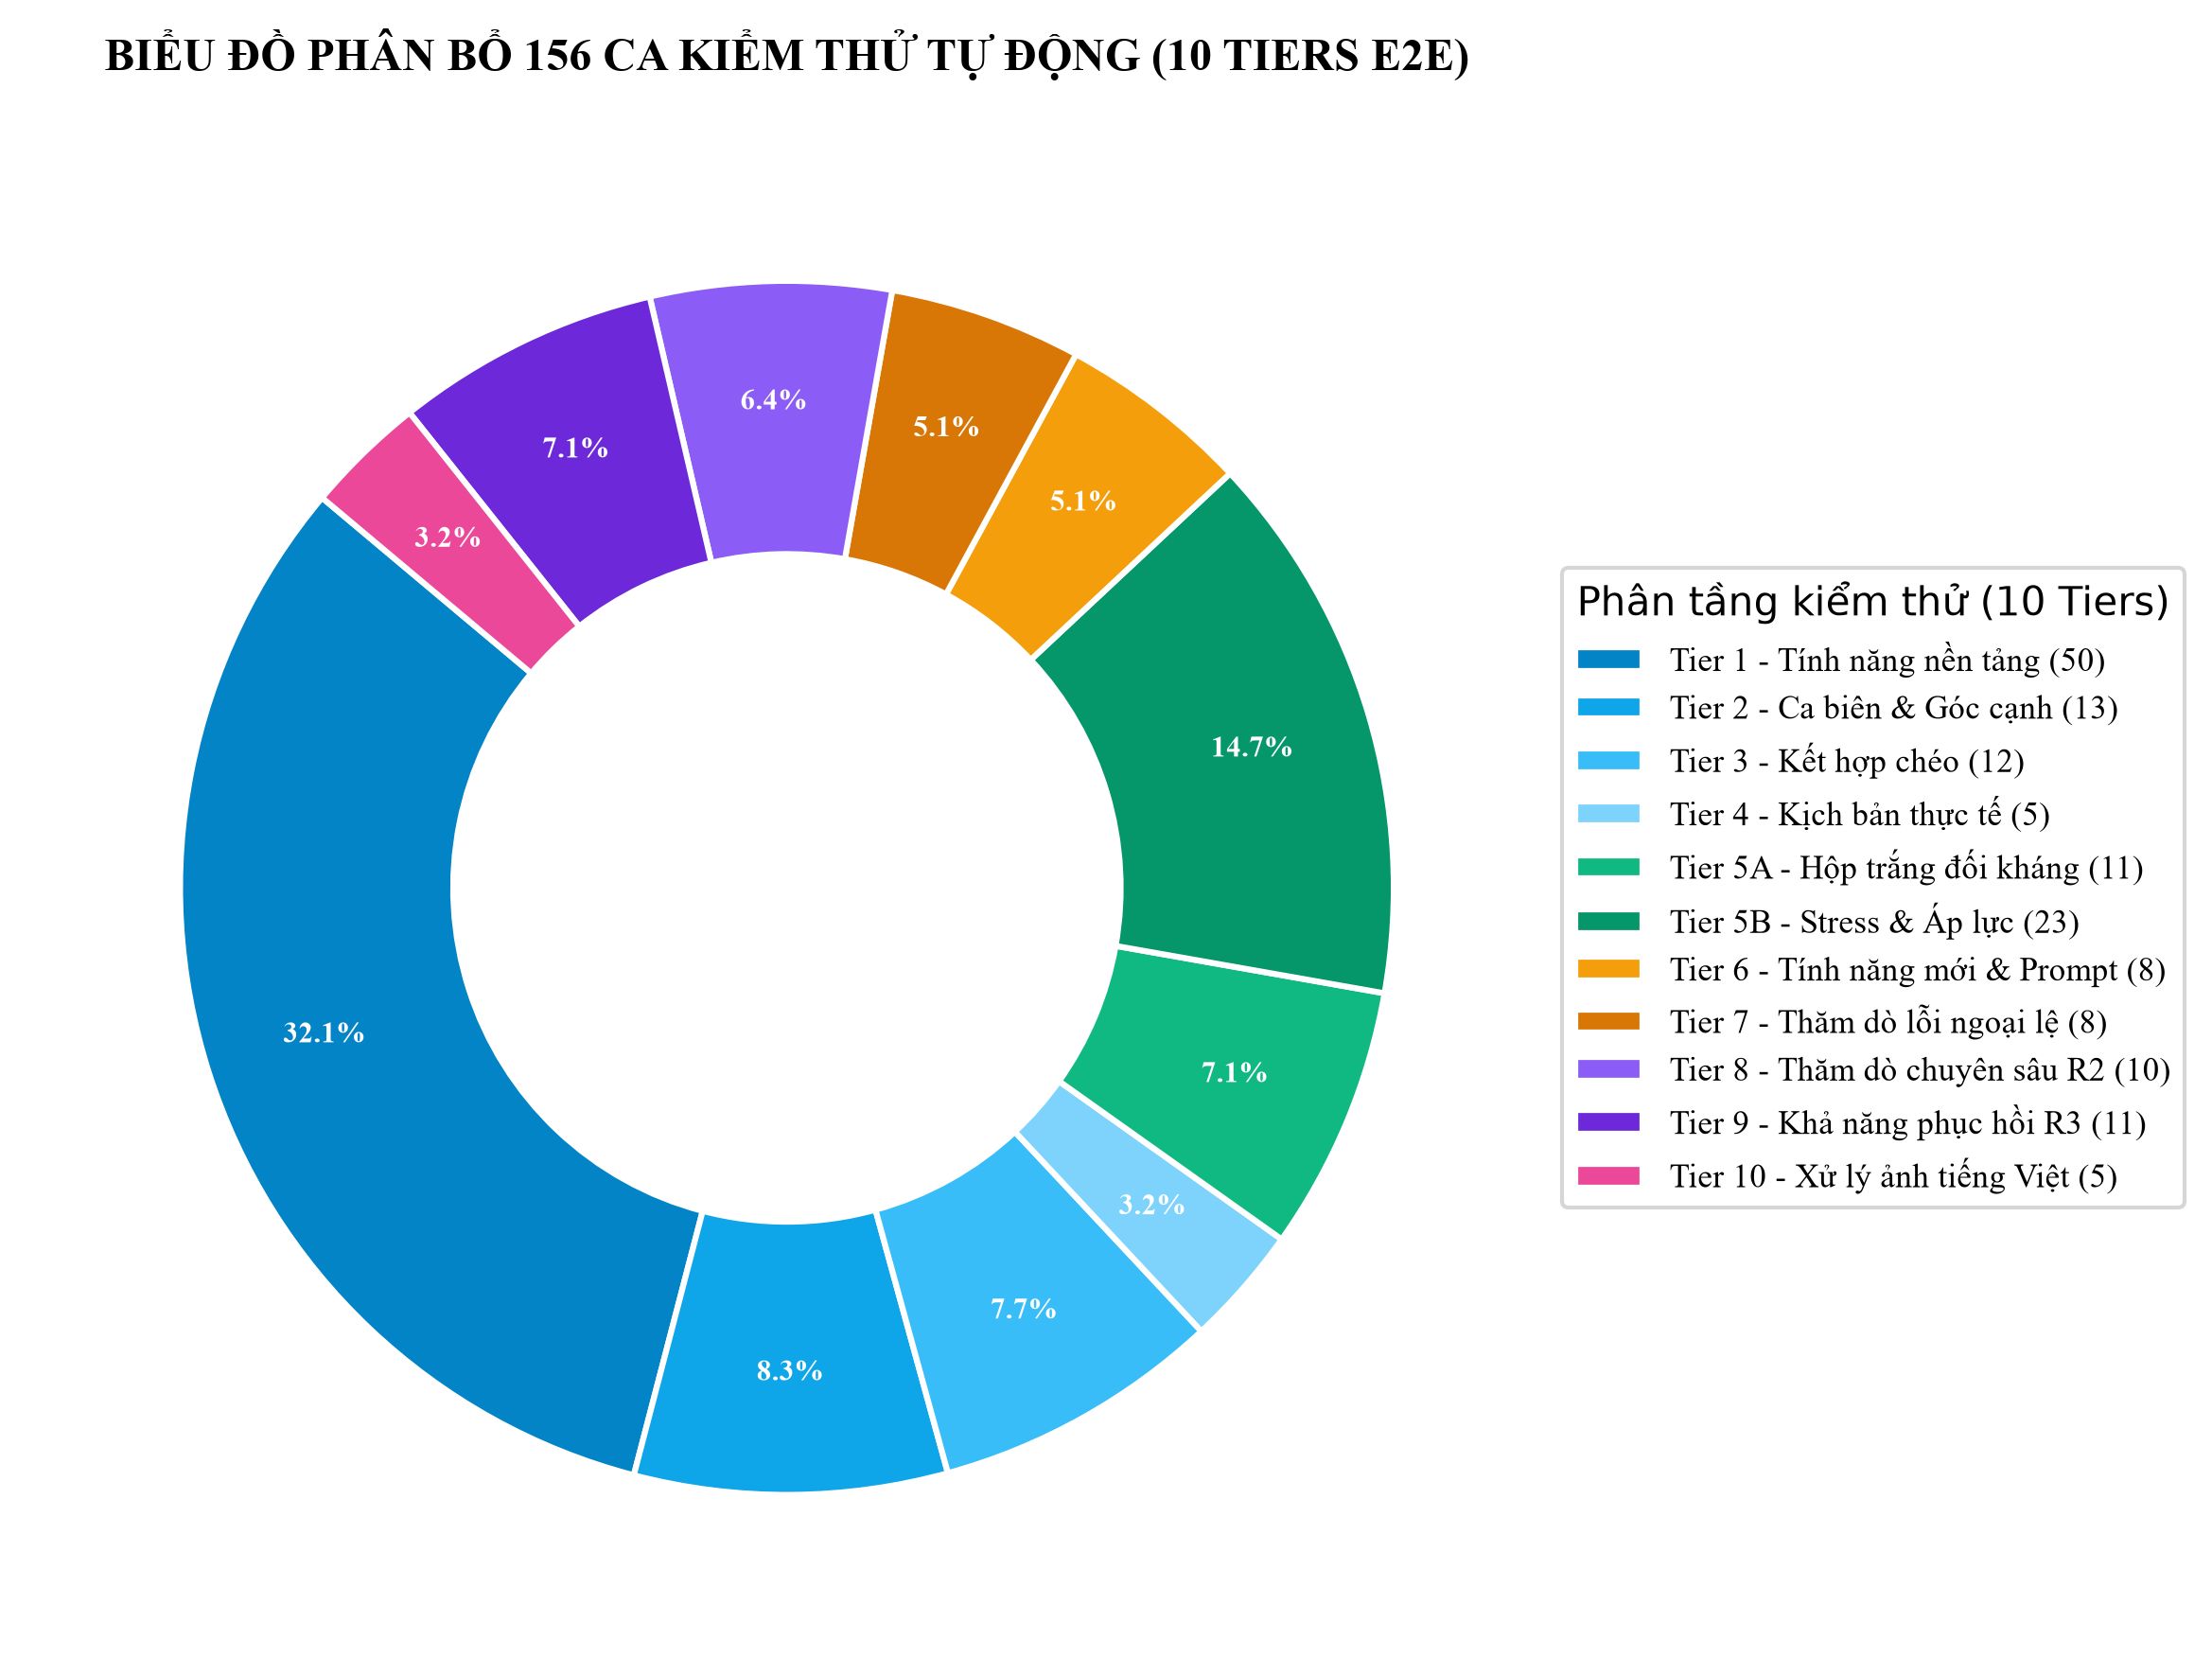 BIỂU ĐỒ PHÂN BỔ 156 CA KIỂM THỬ TỰ ĐỘNG (10 TIERS E2E)
6.4%
5.1%
7.1%
5.1%
3.2%
14.7%
32.1%
7.1%
3.2%
7.7%
8.3%
Phân tầng kiểm thử (10 Tiers)
Tier 1 - Tính năng nền tảng (50)
Tier 2 - Ca biên & Góc cạnh (13)
Tier 3 - Kết hợp chéo (12)
Tier 4 - Kịch bản thực tế (5)
Tier 5A - Hộp trắng đối kháng (11)
Tier 5B - Stress & Áp lực (23)
Tier 6 - Tính năng mới & Prompt (8)
Tier 7 - Thăm dò lỗi ngoại lệ (8)
Tier 8 - Thăm dò chuyên sâu R2 (10)
Tier 9 - Khả năng phục hồi R3 (11)
Tier 10 - Xử lý ảnh tiếng Việt (5)